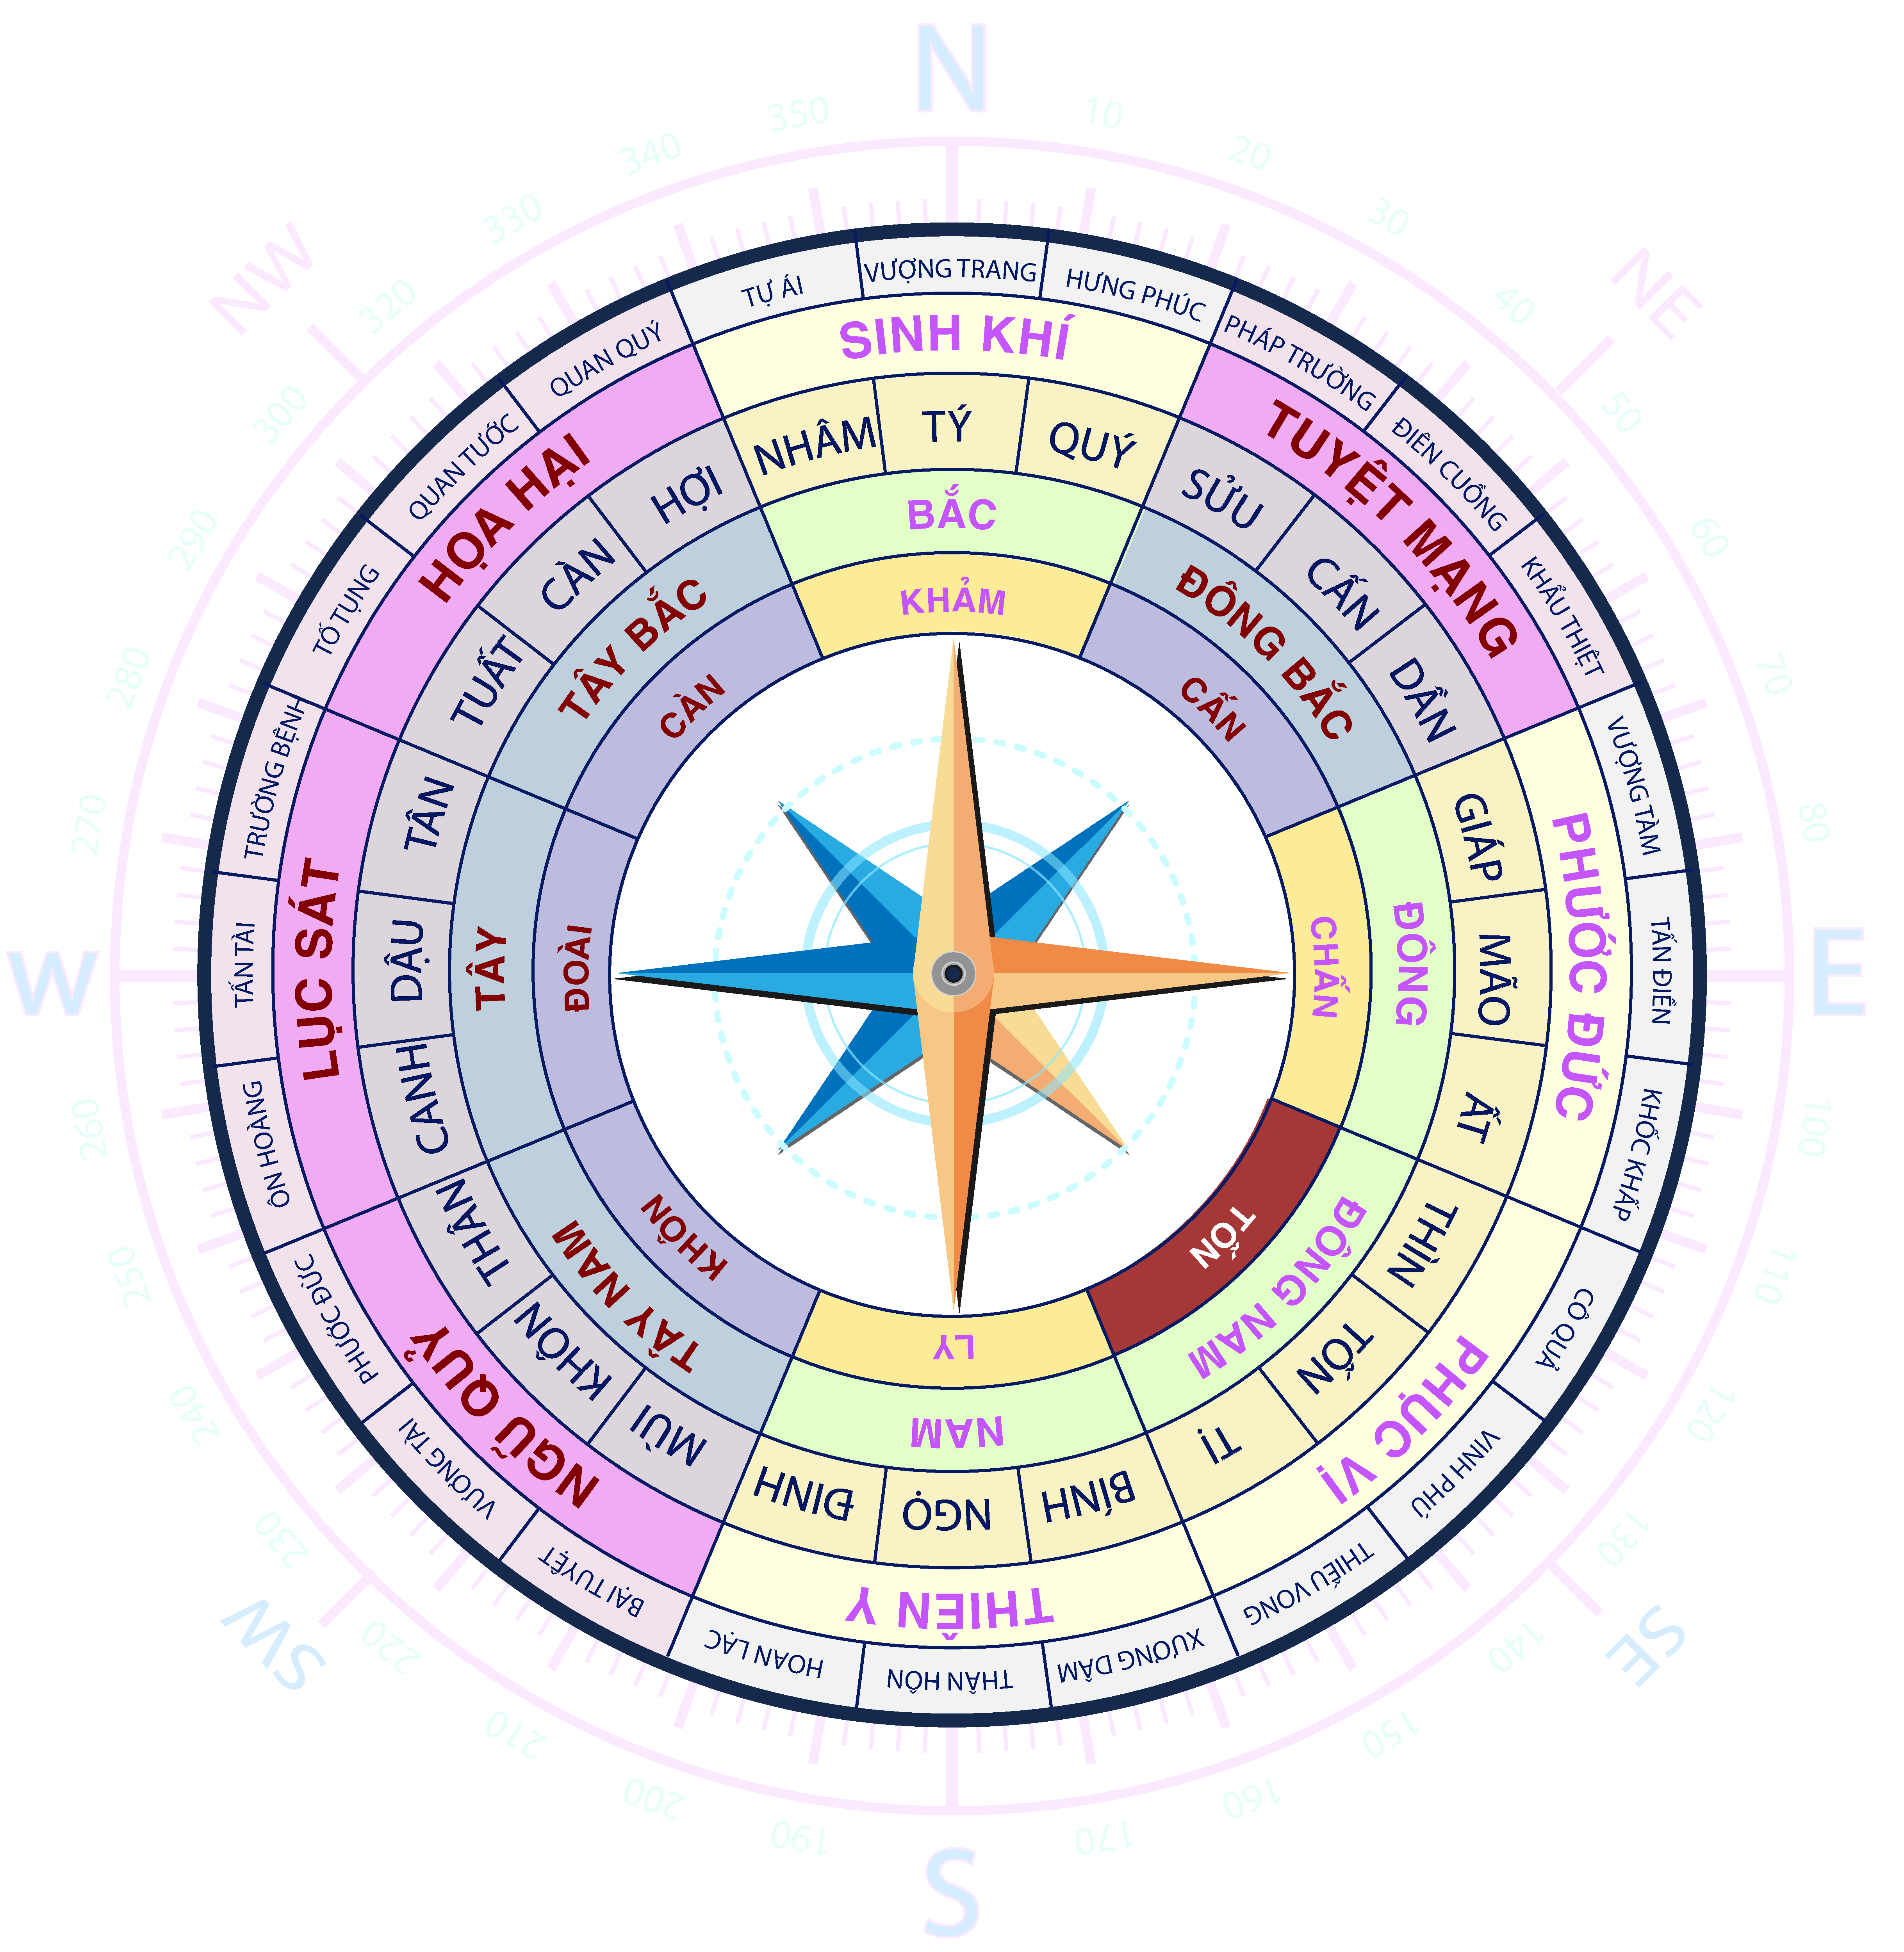 N
NE
E
SE
S
SW
W
NW
10
20
30
40
50
60
70
80
100
110
120
130
140
150
160
170
190
200
210
220
230
240
250
260
270
280
290
300
320
330
340
350
TỰ ÁI
VƯỢNG TRANG
HƯNG PHÚC
PHÁP TRƯỜNG
ĐIÊN CUỒNG
KHẨU THIỆT
VƯỢNG TÀM
TẤN ĐIỀN
KHỐC KHẤP
CÔ QUẢ
VINH PHÚ
THIẾU VONG
XƯƠNG DÂM
THÂN HÔN
HOAN LẠC
BẠI TUYỆT
VƯỢNG TÀI
PHƯỚC ĐỨC
ÔN HOÀNG
TẤN TÀI
TRƯỜNG BỆNH
TỐ TỤNG
QUAN TƯỚC
QUAN QUÝ
SINH KHÍ
TUYỆT MẠNG
PHƯỚC ĐỨC
PHỤC VỊ
THIÊN Y
NGŨ QUỶ
LỤC SÁT
HỌA HẠI
NHÂM
TÝ
QUÝ
SỬU
CẤN
DẦN
GIÁP
MÃO
ẤT
THÌN
TỐN
TỊ
BÍNH
NGỌ
ĐINH
MÙI
KHÔN
THÂN
CANH
DẬU
TÂN
TUẤT
CÀN
HỢI
BẮC
ĐÔNG BẮC
ĐÔNG
ĐÔNG NAM
NAM
TÂY NAM
TÂY
TÂY BẮC
KHẢM
CẤN
CHẤN
TỐN
LY
KHÔN
ĐOÀI
CÀN